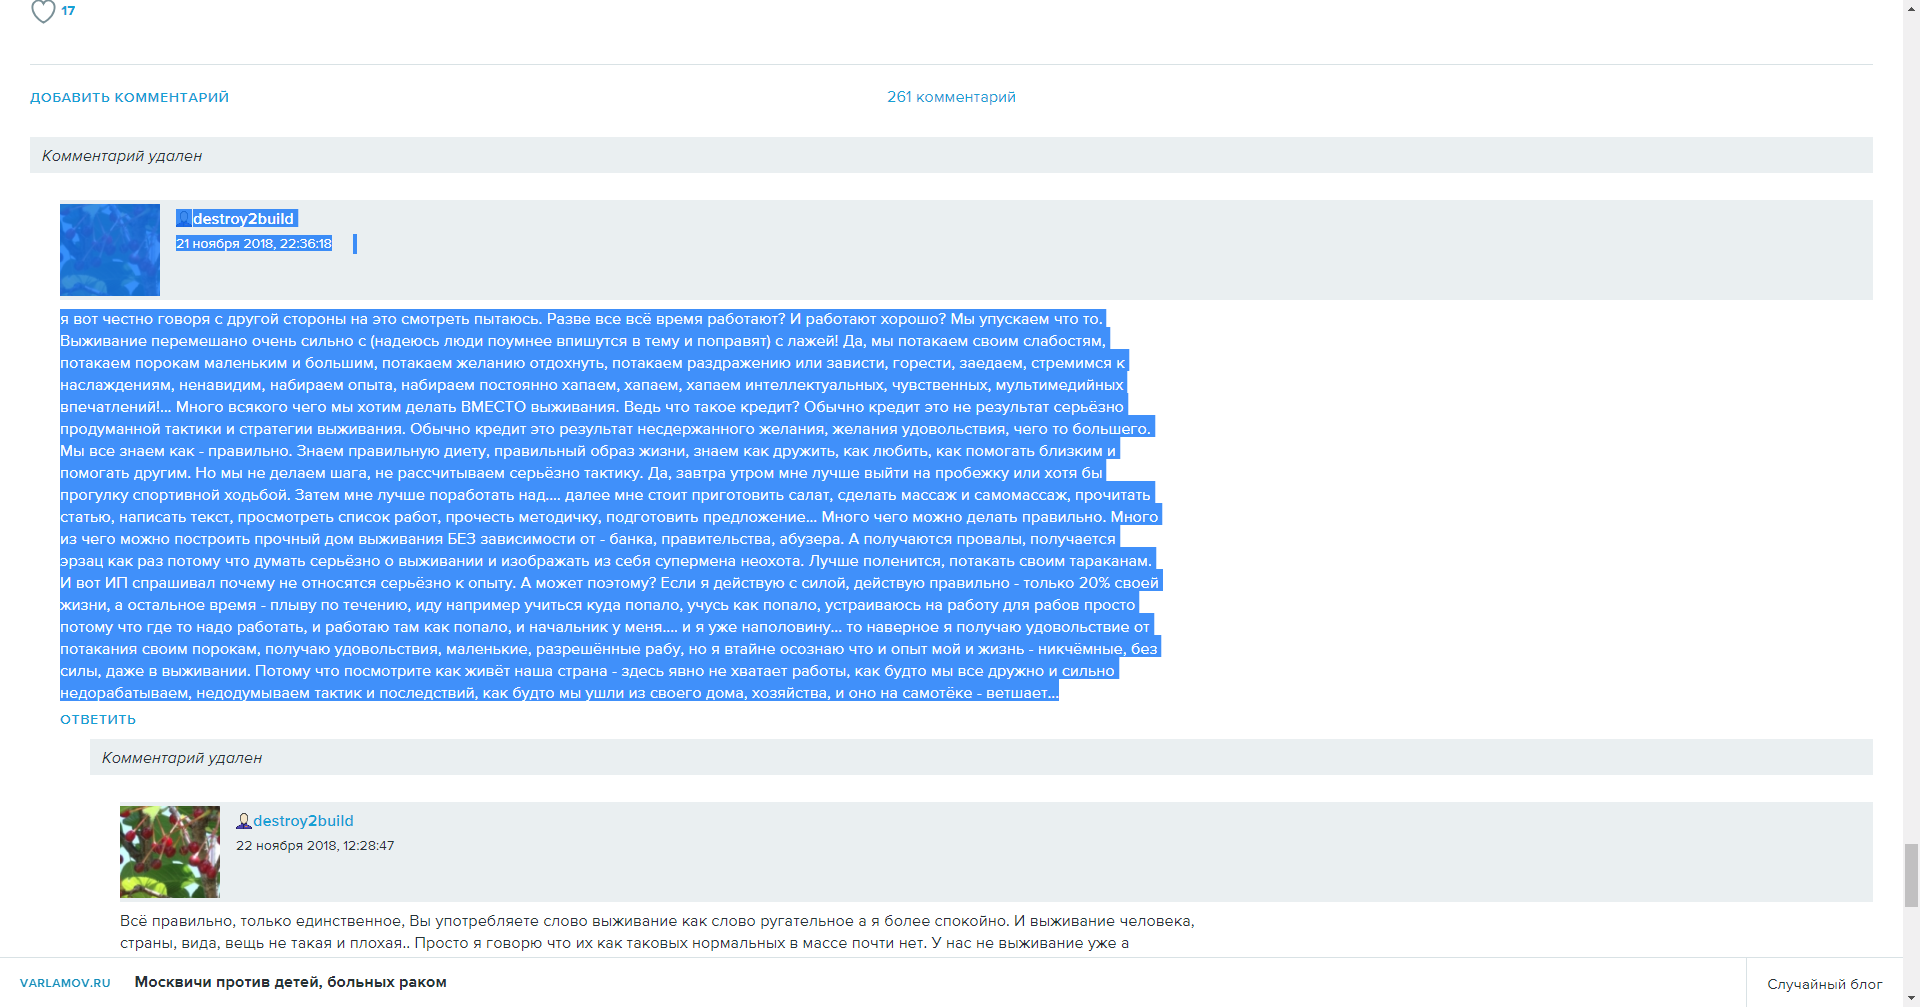 17
ДОБАВИТЬ КОММЕНТАРИЙ
261 комментарий
Комментарий удален
destroy2build
21 ноября 2018, 22:36:18
я вот честно говоря с другой стороны на это смотреть пытаюсь. Разве все всё время работают? И работают хорошо? Мы упускаем что то.
Выживание перемешано очень сильно с (надеюсь люди поумнее впишутся в тему и поправят) с лажей! Да, мы потакаем своим слабостям,
потакаем порокам маленьким и большим, потакаем желанию отдохнуть, потакаем раздражению или зависти, горести, заедаем, стремимся к
наслаждениям, ненавидим, набираем опыта, набираем постоянно хапаем, хапаем, хапаем интеллектуальных, чувственных, мультимедийных
впечатлений!... Много всякого чего мы хотим делать ВМЕСТО выживания. Ведь что такое кредит? Обычно кредит это не результат серьёзно
продуманной тактики и стратегии выживания. Обычно кредит это результат несдержанного желания, желания удовольствия, чего то большего.
Мы все знаем как - правильно. Знаем правильную диету, правильный образ жизни, знаем как дружить, как любить, как помогать близким и
помогать другим. Но мы не делаем шага, не рассчитываем серьёзно тактику. Да, завтра утром мне лучше выйти на пробежку или хотя бы
прогулку спортивной ходьбой. Затем мне лучше поработать над.... далее мне стоит приготовить салат, сделать массаж и самомассаж, прочитать
статью, написать текст, просмотреть список работ, прочесть методичку, подготовить предложение... Много чего можно делать правильно. Много
из чего можно построить прочный дом выживания БЕЗ зависимости от - банка, правительства, абузера. А получаются провалы, получается
эрзац как раз потому что думать серьёзно о выживании и изображать из себя супермена неохота. Лучше поленится, потакать своим тараканам.
И вот ИП спрашивал почему не относятся серьёзно к опыту. А может поэтому? Если я действую с силой, действую правильно - только 20% своей
жизни, а остальное время - плыву по течению, иду например учиться куда попало, учусь как попало, устраиваюсь на работу для рабов просто
потому что где то надо работать, и работаю там как попало, и начальник у меня.... и я уже наполовину... то наверное я получаю удовольствие от
потакания своим порокам, получаю удовольствия, маленькие, разрешённые рабу, но я втайне осознаю что и опыт мой и жизнь - никчёмные, без
силы, даже в выживании. Потому что посмотрите как живёт наша страна - здесь явно не хватает работы, как будто мы все дружно и сильно
недорабатываем, недодумываем тактик и последствий, как будто мы ушли из своего дома, хозяйства, и оно на самотёке - ветшает...
ОТВЕТИТЬ
Комментарий удален
destroy2build
22 ноября 2018, 12:28:47
Всё правильно, только единственное, Вы употребляете слово выживание как слово ругательное а я более спокойно. И выживание человека,
страны, вида, вещь не такая и плохая.. Просто я говорю что их как таковых нормальных в массе почти нет. У нас не выживание уже а
VARLAMOV.RU
Москвичи против детей, больных раком
Случайный блог